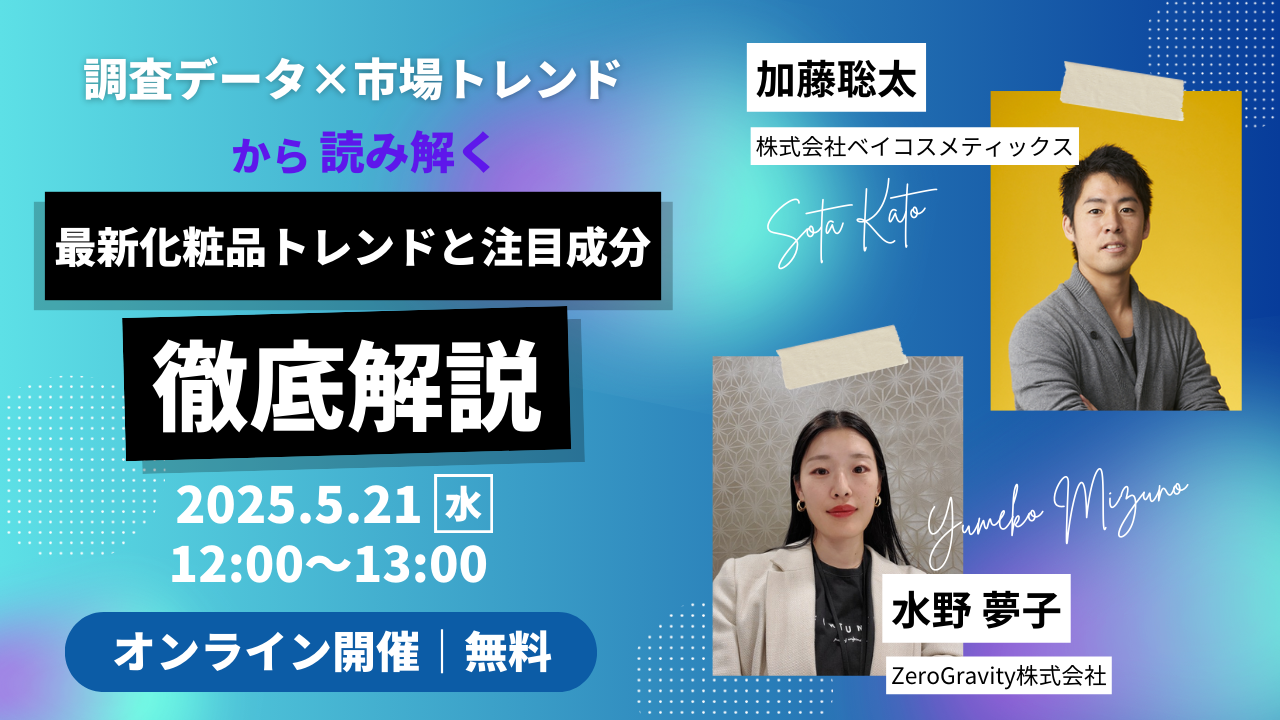 調査データ×市場トレンド
から 読み解く
最新化粧品トレンドと注目成分
徹底解説
2025.5.21 水
12:00〜13:00
オンライン開催｜無料
加藤聡太
株式会社ベイコスメティックス
Sota Kato
Yumeko Mizuno
水野 夢子
ZeroGravity株式会社